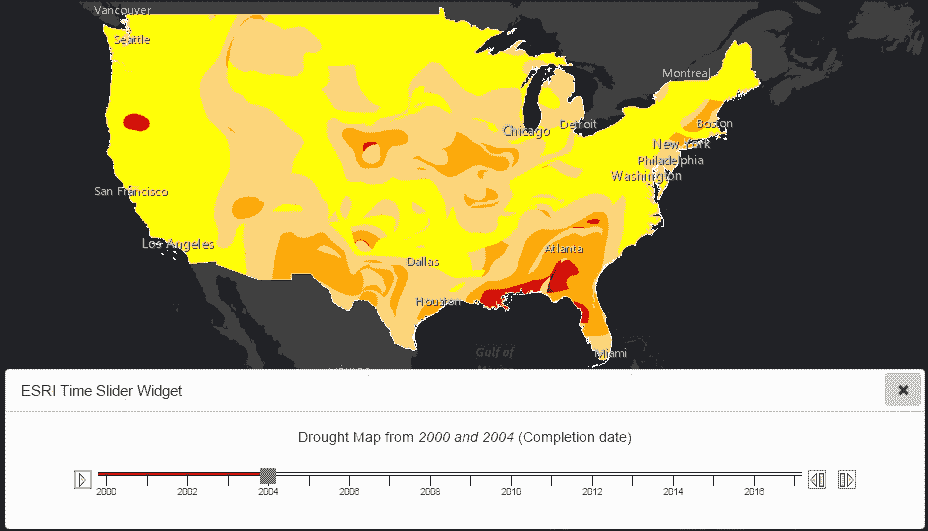 Vancouver
Seattle
Montreal
Chicago
Detroit
Boston
New York
Philadelphia
Washington
San Francisco
Los Angeles
Atlanta
Dallas
Houston
Gulf of
Miami
ESRI Time Slider Widget
Drought Map from 2000 and 2004 (Completion date)
2000 2002 2004 2006 2008 2010 2012 2014 2016